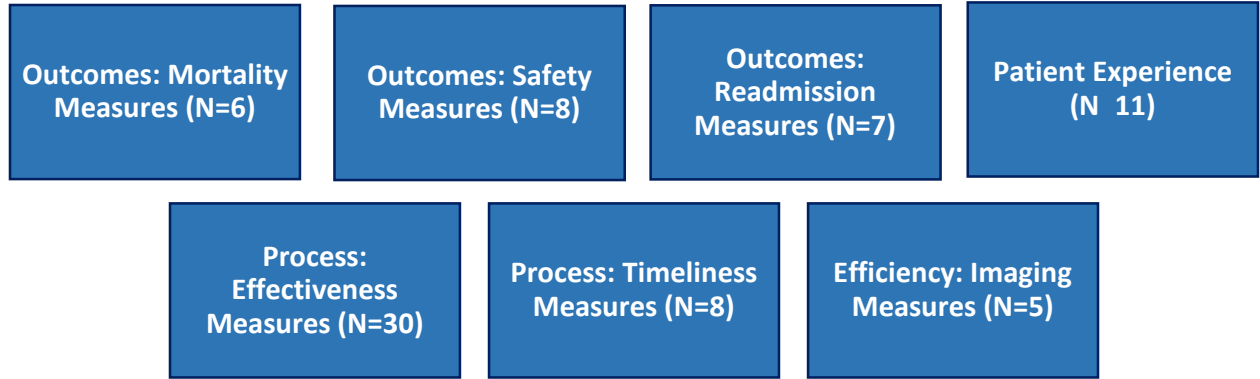 Outcomes: Mortality
Measures (N=6)
Outcomes: Safety
Measures (N=8)
Outcomes:
Readmission
Measures (N=7)
Patient Experience
(N 11)
Process:
Effectiveness
Measures (N=30)
Process: Timeliness
Measures (N=8)
Efficiency: Imaging
Measures (N=5)